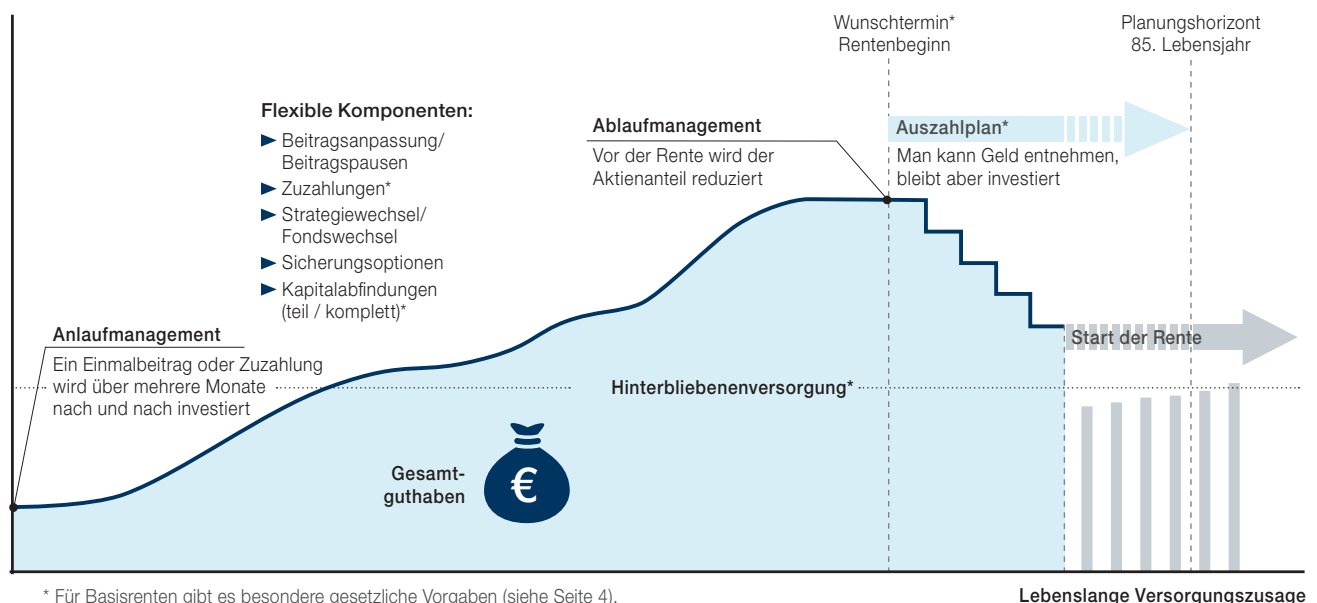 Wunschtermin*
Rentenbeginn
Planungshorizont
85. Lebensjahr
Flexible Komponenten:
Beitragsanpassung/
Beitragspausen
Zuzahlungen*
Strategiewechsel/
Fondswechsel
Sicherungsoptionen
Kapitalabfindungen
(teil / komplett)*
Ablaufmanagement
Vor der Rente wird der
Aktienanteil reduziert
Auszahlplan*
Man kann Geld entnehmen,
bleibt aber investiert
Anlaufmanagement
Ein Einmalbeitrag oder Zuzahlung
wird über mehrere Monate
nach und nach investiert
Start der Rente
Hinterbliebenenversorgung*
Gesamt-
guthaben
€
* Für Basisrenten gibt es besondere gesetzliche Vorgaben (siehe Seite 4).
Lebenslange Versorgungszusage